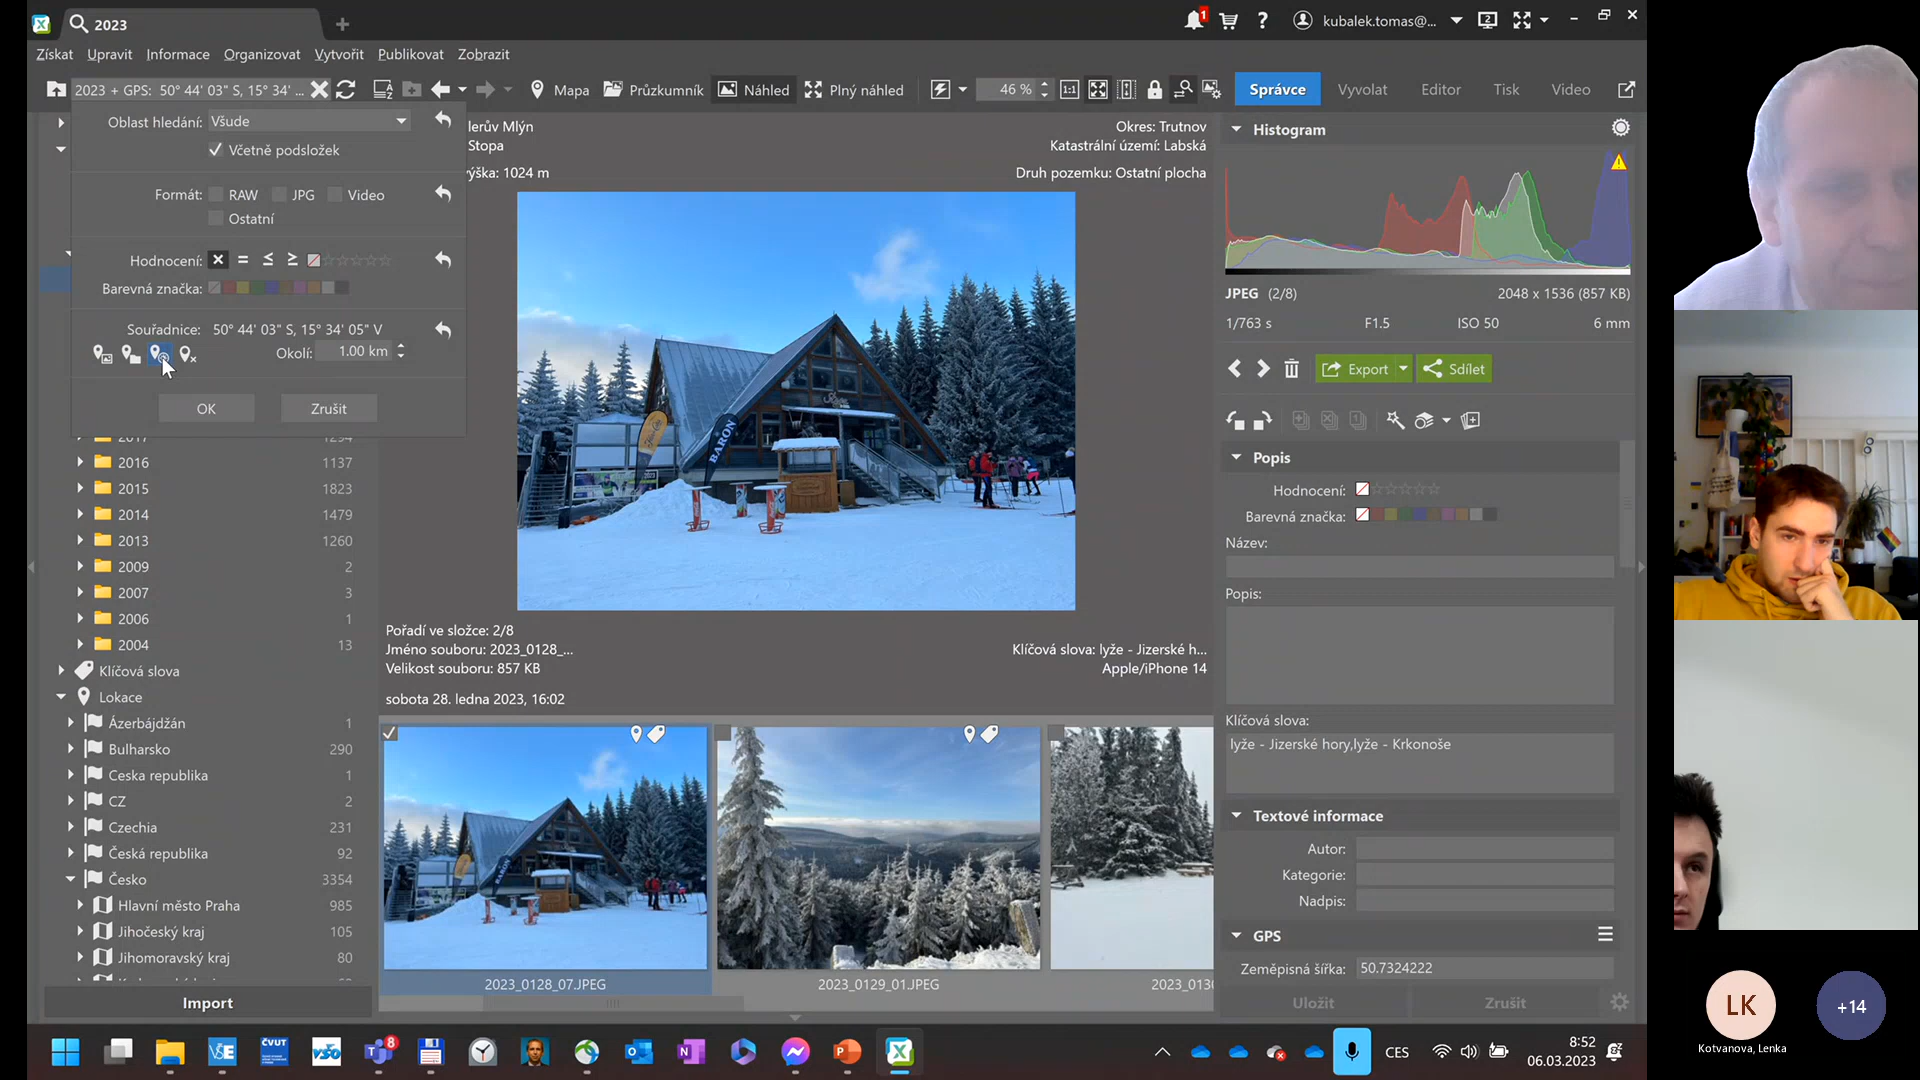 2023
kubalek.tomas@...
Získat Upravit Informace Organizovat Vytvořit Publikovat Zobrazit
2023 + GPS: 50° 44' 03" S, 15° 34' ...
Mapa Průzkumník Náhled Plný náhled
46 %
1:1
Správce Vyvolat Editor Tisk Video
Oblast hledání: Všude
Včetně podsložek
Formát: RAW JPG Video
Ostatní
Hodnocení: = ≤ ≥
Barevná značka:
Souřadnice: 50° 44' 03" S, 15° 34' 05" V
Okolí: 1.00 km
OK Zrušit
2016 1137
2015 1823
2014 1479
2013 1260
2009 2
2007 3
2006 1
2004 13
Klíčová slova
Lokace
Ázerbájdžán 1
Bulharsko 290
Ceska republika 1
CZ 2
Czechia 231
Česká republika 92
Česko 3354
Hlavní město Praha 985
Jihočeský kraj 105
Jihomoravský kraj 80
Import
lerův Mlýn
Stopa
výška: 1024 m
Okres: Trutnov
Katastrální území: Labská
Druh pozemku: Ostatní plocha
BARON
Pořadí ve složce: 2/8
Jméno souboru: 2023_0128_...
Velikost souboru: 857 KB
sobota 28. ledna 2023, 16:02
Klíčová slova: lyže - Jizerské h...
Apple/iPhone 14
2023_0128_07.JPEG
2023_0129_01.JPEG
2023_013
Histogram
JPEG (2/8) 2048 x 1536 (857 KB)
1/763 s F1.5 ISO 50 6 mm
Export Sdílet
Popis
Hodnocení:
Barevná značka:
Název:
Popis:
Klíčová slova:
lyže - Jizerské hory,lyže - Krkonoše
Textové informace
Autor:
Kategorie:
Nadpis:
GPS
Zeměpisná šířka: 50.7324222
Uložit Zrušit
CES
8:52
06.03.2023
LK
Kotvanova, Lenka
+14